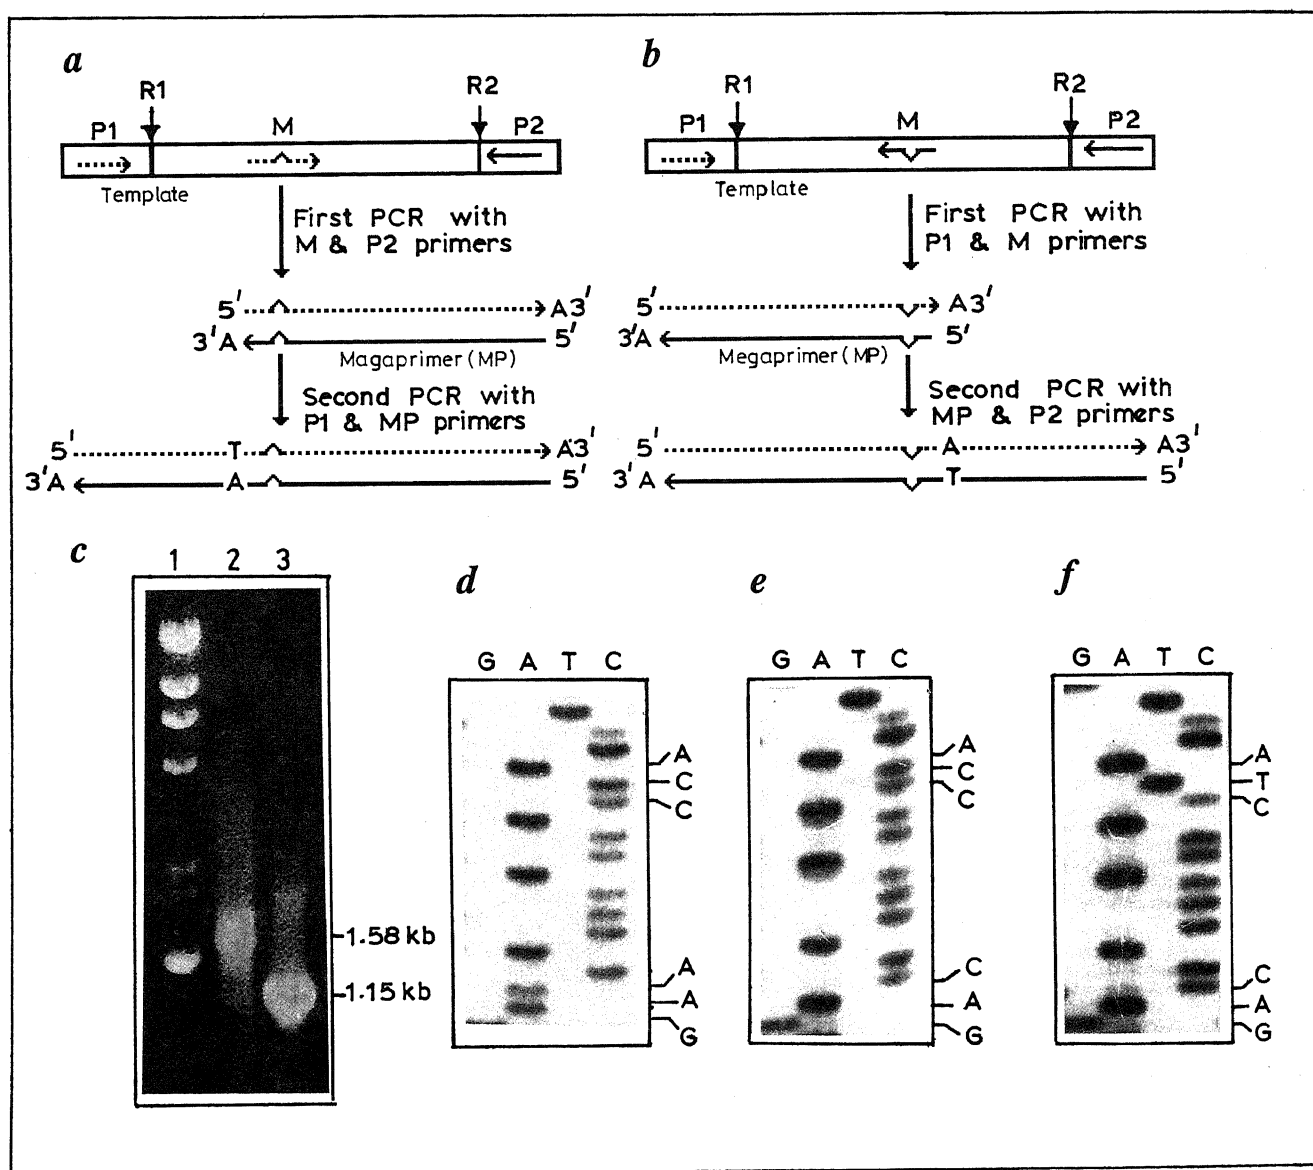 a
R1
R2
P1
M
P2
Template
First PCR with
M & P2 primers
5' A3'
3'A 5'
Magaprimer (MP)
Second PCR with
P1 & MP primers
5' T A3'
3'A A 5'
b
R1
R2
P1
M
P2
Template
First PCR with
P1 & M primers
5' A3'
3'A 5'
Megaprimer (MP)
Second PCR with
MP & P2 primers
5' A A3'
3'A T 5'
c
1 2 3
1.58 kb
1.15 kb
d
G A T C
A
C
C
A
A
G
e
G A T C
A
C
C
C
A
G
f
G A T C
A
T
C
C
A
G